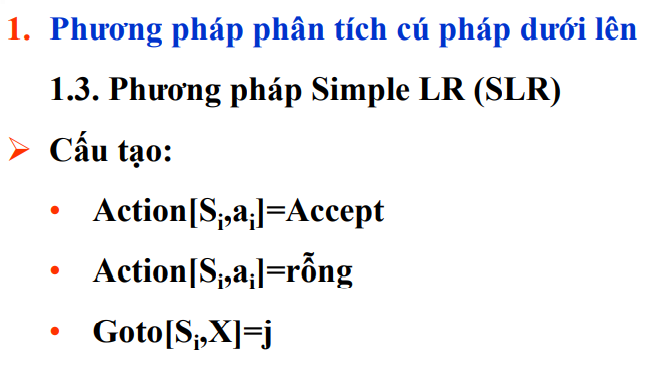 1. Phương pháp phân tích cú pháp dưới lên
1.3. Phương pháp Simple LR (SLR)
➢ Cấu tạo:
• Action[Si,ai]=Accept
• Action[Si,ai]=rỗng
• Goto[Si,X]=j